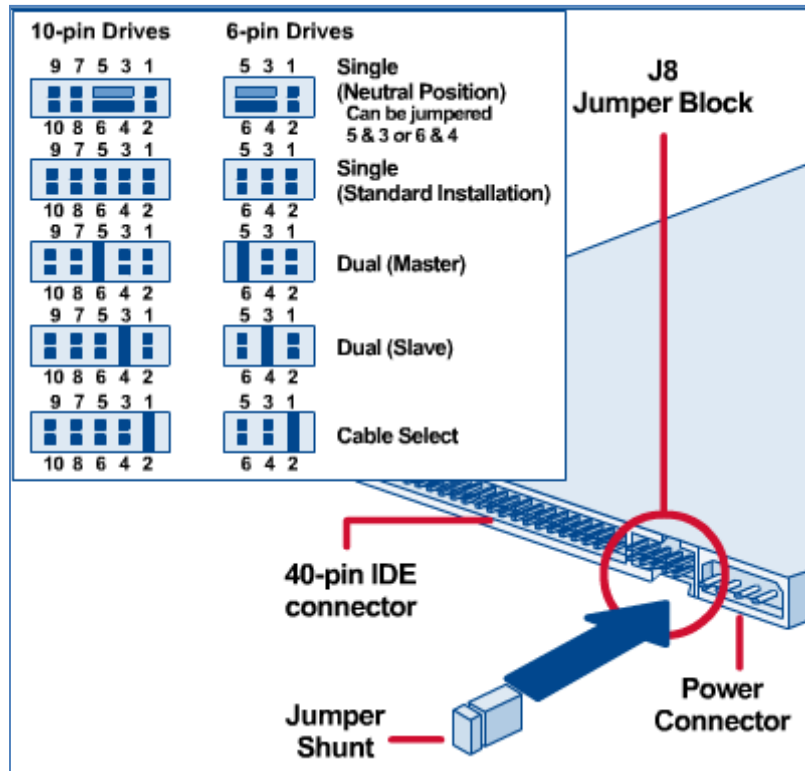 10-pin Drives
6-pin Drives
9 7 5 3 1
5 3 1
Single
(Neutral Position)
Can be jumpered
5 & 3 or 6 & 4
10 8 6 4 2
6 4 2
9 7 5 3 1
5 3 1
Single
(Standard Installation)
10 8 6 4 2
6 4 2
9 7 5 3 1
5 3 1
Dual (Master)
10 8 6 4 2
6 4 2
9 7 5 3 1
5 3 1
Dual (Slave)
10 8 6 4 2
6 4 2
9 7 5 3 1
5 3 1
Cable Select
10 8 6 4 2
6 4 2
J8
Jumper Block
40-pin IDE
connector
Jumper
Shunt
Power
Connector